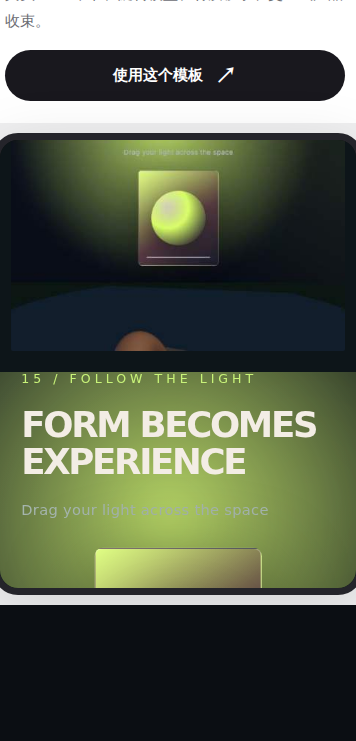 收束。
使用这个模板 ↗
Drag your light across the space
15 / FOLLOW THE LIGHT
FORM BECOMES
EXPERIENCE
Drag your light across the space